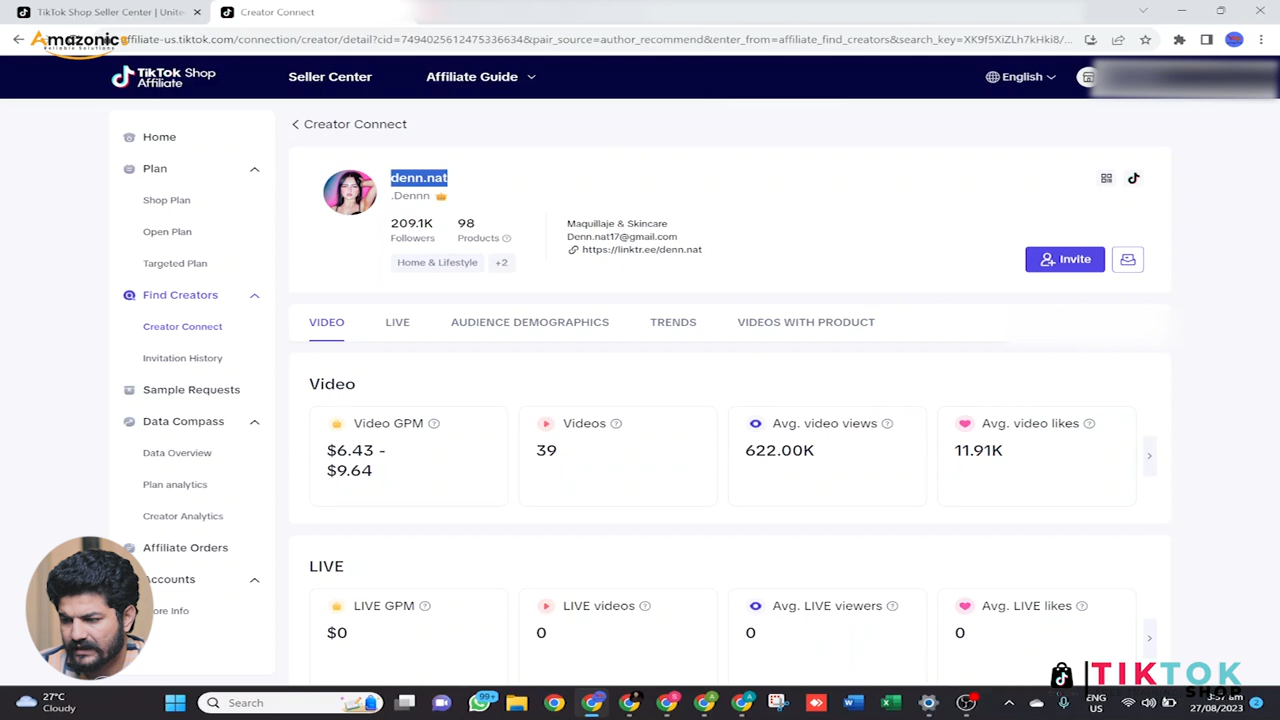 TikTok Shop Seller Center | Unite
Creator Connect
Amazonic
Reliable Solutions
affiliate-us.tiktok.com/connection/creator/detail?cid=7494025612475336634&pair_source=author_recommend&enter_from=affiliate_find_creators&search_key=XK9f5XiZLh7kHki8/...
TikTok Shop
Affiliate
Seller Center
Affiliate Guide
English
Home
Plan
Shop Plan
Open Plan
Targeted Plan
Find Creators
Creator Connect
Invitation History
Sample Requests
Data Compass
Data Overview
Plan analytics
Creator Analytics
Affiliate Orders
Accounts
ore Info
Creator Connect
denn.nat
.Dennn
209.1K 98
Followers Products
Home & Lifestyle +2
Maquillaje & Skincare
Denn.nat17@gmail.com
https://linktr.ee/denn.nat
Invite
VIDEO LIVE AUDIENCE DEMOGRAPHICS TRENDS VIDEOS WITH PRODUCT
Video
Video GPM Videos Avg. video views Avg. video likes
$6.43 - 39 622.00K 11.91K
$9.64
LIVE
LIVE GPM LIVE videos Avg. LIVE viewers Avg. LIVE likes
$0 0 0 0
TIKTOK
SHOP
27°C
Cloudy
Search
99+
ENG
US
27/08/2023